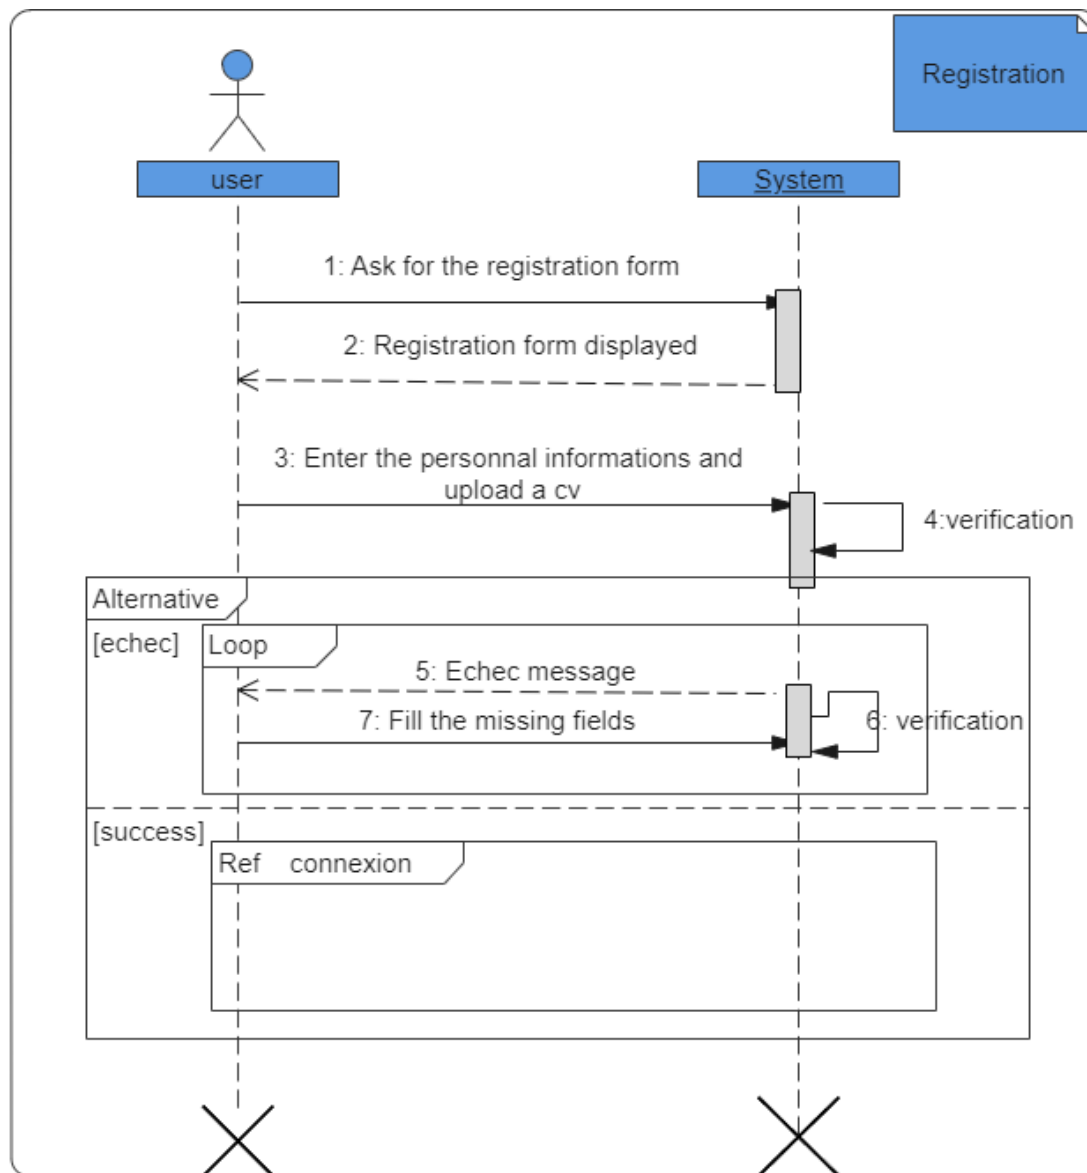 Registration
user
System
1: Ask for the registration form
2: Registration form displayed
3: Enter the personnal informations and
upload a cv
4:verification
Alternative
[echec]
Loop
5: Echec message
7: Fill the missing fields
6: verification
[success]
Ref connexion